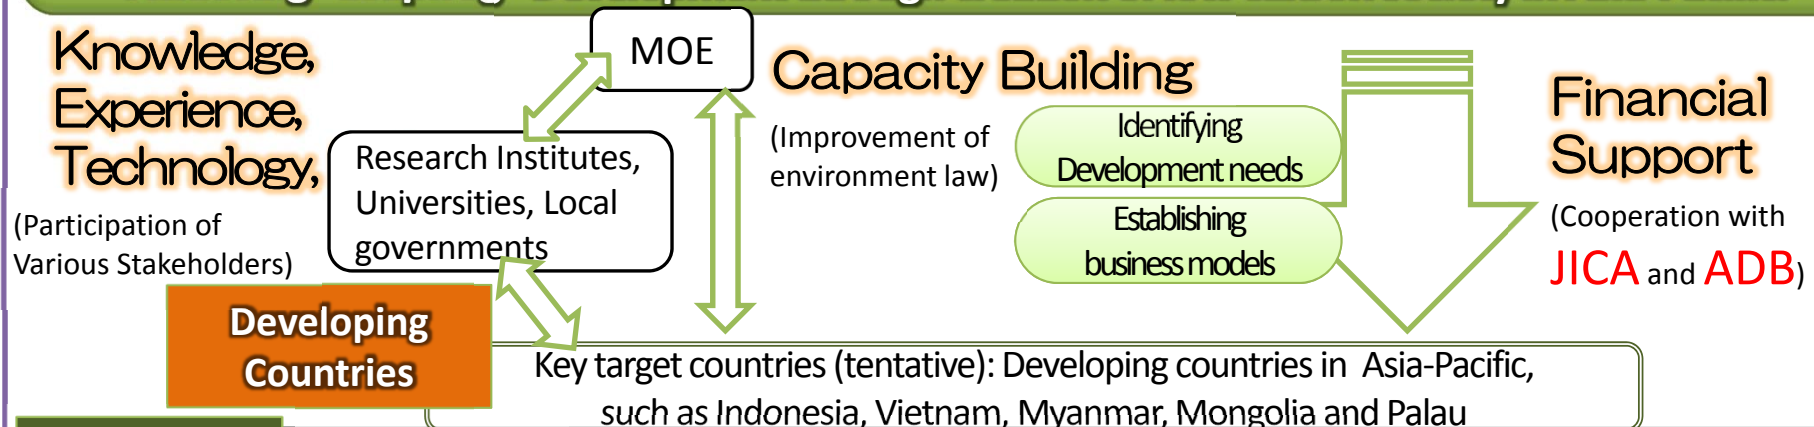 MOE
Knowledge,
Experience,
Technology,
(Participation of
Various Stakeholders)
Research Institutes,
Universities, Local
governments
Capacity Building
(Improvement of
environment law)
Identifying
Development needs
Establishing
business models
Financial
Support
(Cooperation with
JICA and ADB)
Developing
Countries
Key target countries (tentative): Developing countries in Asia-Pacific,
such as Indonesia, Vietnam, Myanmar, Mongolia and Palau